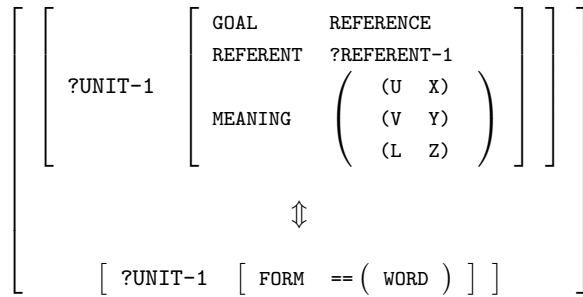 GOAL REFERENCE
REFERENT ?REFERENT-1
?UNIT-1
(U X)
MEANING (V Y)
(L Z)
⇕
[ ?UNIT-1 [ FORM == ( WORD ) ] ]